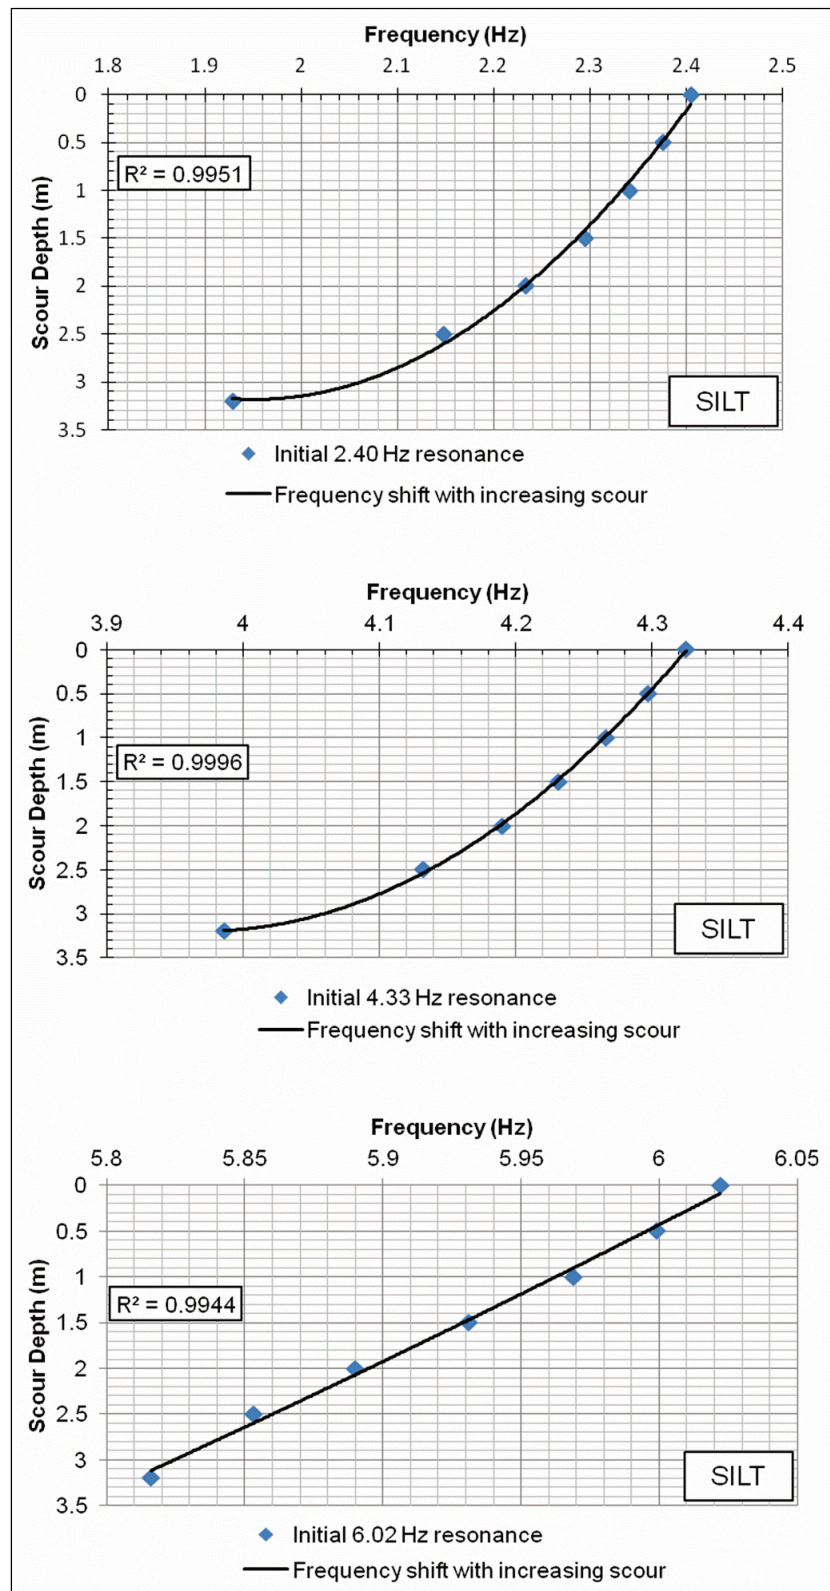 Frequency (Hz)
1.8 1.9 2 2.1 2.2 2.3 2.4 2.5
0
0.5
R² = 0.9951
1
1.5
2
2.5
3
3.5
Scour Depth (m)
SILT
Initial 2.40 Hz resonance
Frequency shift with increasing scour
Frequency (Hz)
3.9 4 4.1 4.2 4.3 4.4
0
0.5
1
R² = 0.9996
1.5
2
2.5
3
3.5
Scour Depth (m)
SILT
Initial 4.33 Hz resonance
Frequency shift with increasing scour
Frequency (Hz)
5.8 5.85 5.9 5.95 6 6.05
0
0.5
1
R² = 0.9944
1.5
2
2.5
3
3.5
Scour Depth (m)
SILT
Initial 6.02 Hz resonance
Frequency shift with increasing scour